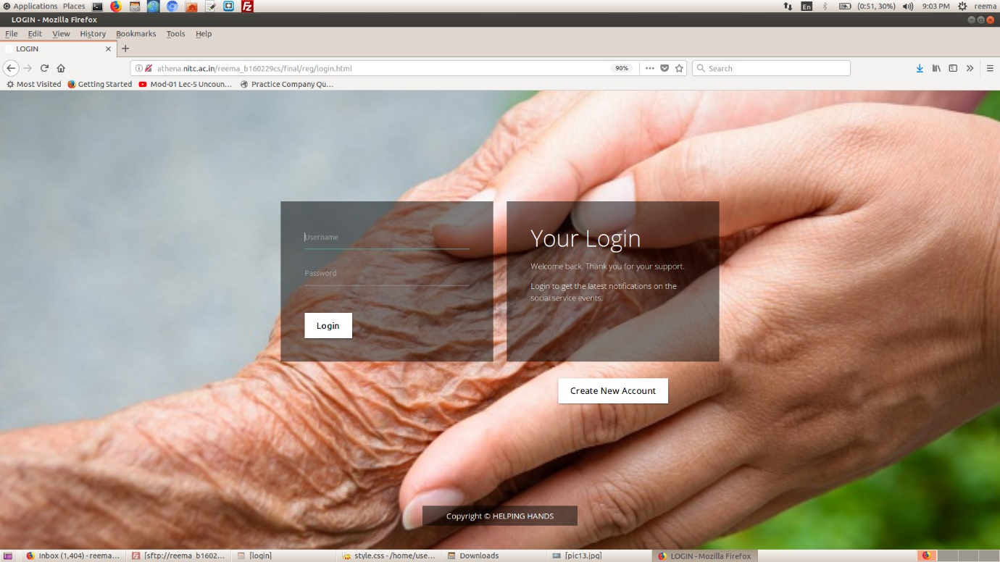 Applications Places En (0:51, 30%) 9:03 PM reema
LOGIN - Mozilla Firefox
File Edit View History Bookmarks Tools Help
LOGIN
athena.nitc.ac.in/reema_b160229cs/final/reg/login.html 90% Search
Most Visited Getting Started Mod-01 Lec-5 Uncoun... Practice Company Qu...
Username
Password
Login
Your Login
Welcome back. Thank you for your support.
Login to get the latest notifications on the
social service events.
Create New Account
Copyright © HELPING HANDS
Inbox (1,404) - reema... [sftp://reema_b1602... [login] style.css - /home/use... Downloads [pic13.jpg] LOGIN - Mozilla Firefox